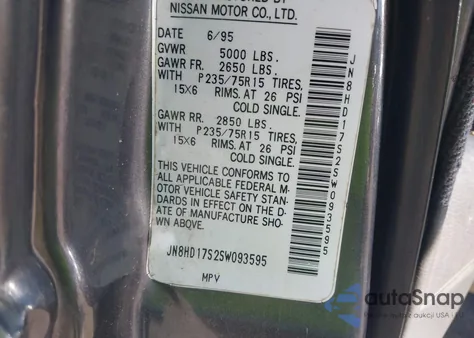 NISSAN MOTOR CO., LTD.
DATE 6/95
GVWR 5000 LBS.
GAWR FR. 2650 LBS.
WITH P235/75R15 TIRES,
15X6 RIMS. AT 26 PSI
COLD SINGLE.
GAWR RR. 2850 LBS.
WITH P235/75R15 TIRES,
15X6 RIMS. AT 26 PSI
COLD SINGLE.
THIS VEHICLE CONFORMS TO
ALL APPLICABLE FEDERAL M-
OTOR VEHICLE SAFETY STAN-
DARDS IN EFFECT ON THE D-
ATE OF MANUFACTURE SHO-
WN ABOVE.
JN8HD17S2SW093595
MPV
JN8HD17S2SW093595
autoSnap